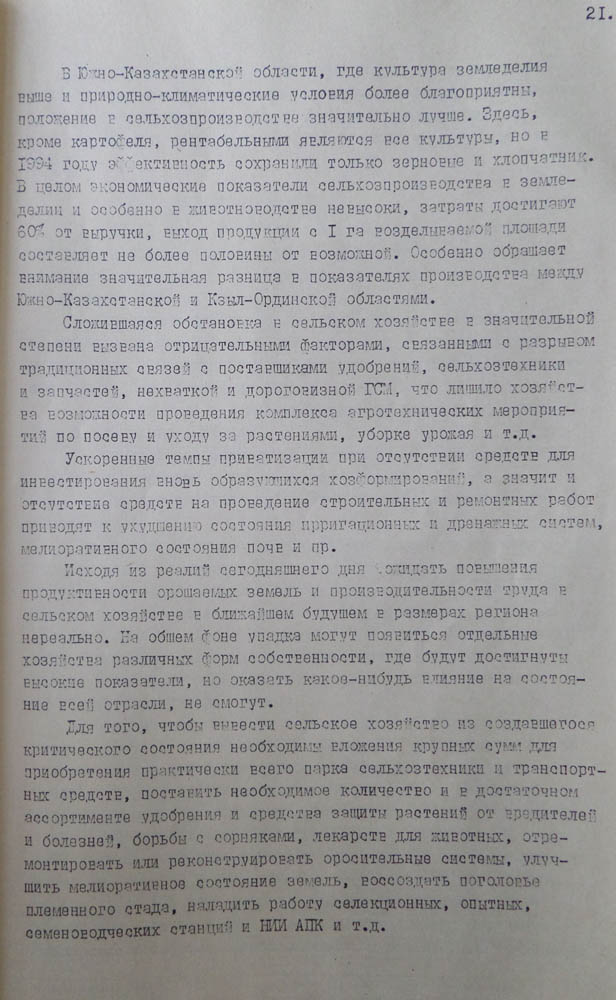 21.
В Южно-Казахстанской области, где культура земледелия
выше и природно-климатические условия более благоприятны,
положение в сельхозпроизводстве значительно лучше. Здесь,
кроме картофеля, рентабельными являются все культуры, но в
1994 году эффективность сохранили только зерновые и хлопчатник.
В целом экономические показатели сельхозпроизводства в земле-
делии и особенно в животноводстве невысоки, затраты достигают
60% от выручки, выход продукции с I га возделываемой площади
составляет не более половины от возможной. Особенно обращает
внимание значительная разница в показателях производства между
Южно-Казахстанской и Кзыл-Ординской областями.
Сложившаяся обстановка в сельском хозяйстве в значительной
степени вызвана отрицательными факторами, связанными с разрывом
традиционных связей с поставщиками удобрений, сельхозтехники
и запчастей, нехваткой и дороговизной ГСМ, что лишило хозяйст-
ва возможности проведения комплекса агротехнических мероприя-
тий по посеву и уходу за растениями, уборке урожая и т.д.
Ускоренные темпы приватизации при отсутствии средств для
инвестирования вновь образующихся хозформирований, а значит и
отсутствие средств на проведение строительных и ремонтных работ
приводят к ухудшению состояния ирригационных и дренажных систем,
мелиоративного состояния почв и пр.
Исходя из реалий сегодняшнего дня ожидать повышения
продуктивности орошаемых земель и производительности труда в
сельском хозяйстве в ближайшем будущем в размерах региона
нереально. На общем фоне упадка могут появиться отдельные
хозяйства различных форм собственности, где будут достигнуты
высокие показатели, но оказать какое-нибудь влияние на состоя-
ние всей отрасли, не смогут.
Для того, чтобы вывести сельское хозяйство из создавшегося
критического состояния необходимы вложения крупных сумм для
приобретения практически всего парка сельхозтехники и транспорт-
ных средств, поставить необходимое количество и в достаточном
ассортименте удобрения и средства защиты растений от вредителей
и болезней, борьбы с сорняками, лекарств для животных, отре-
монтировать или реконструировать оросительные системы, улуч-
шить мелиоративное состояние земель, воссоздать поголовье
племенного стада, наладить работу селекционных, опытных,
семеноводческих станций и НИИ АПК и т.д.